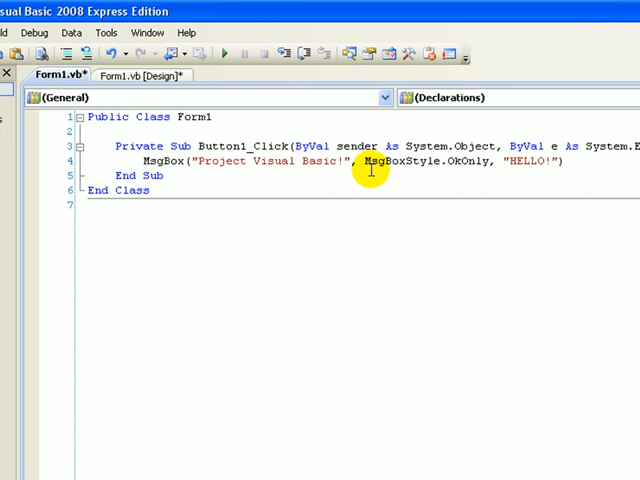 sual Basic 2008 Express Edition
ld Debug Data Tools Window Help
Form1.vb* Form1.vb [Design]*
(General) (Declarations)
1 Public Class Form1
2
3 Private Sub Button1_Click(ByVal sender As System.Object, ByVal e As System.E
4 MsgBox("Project Visual Basic!", MsgBoxStyle.OkOnly, "HELLO!")
5 End Sub
6 End Class
7